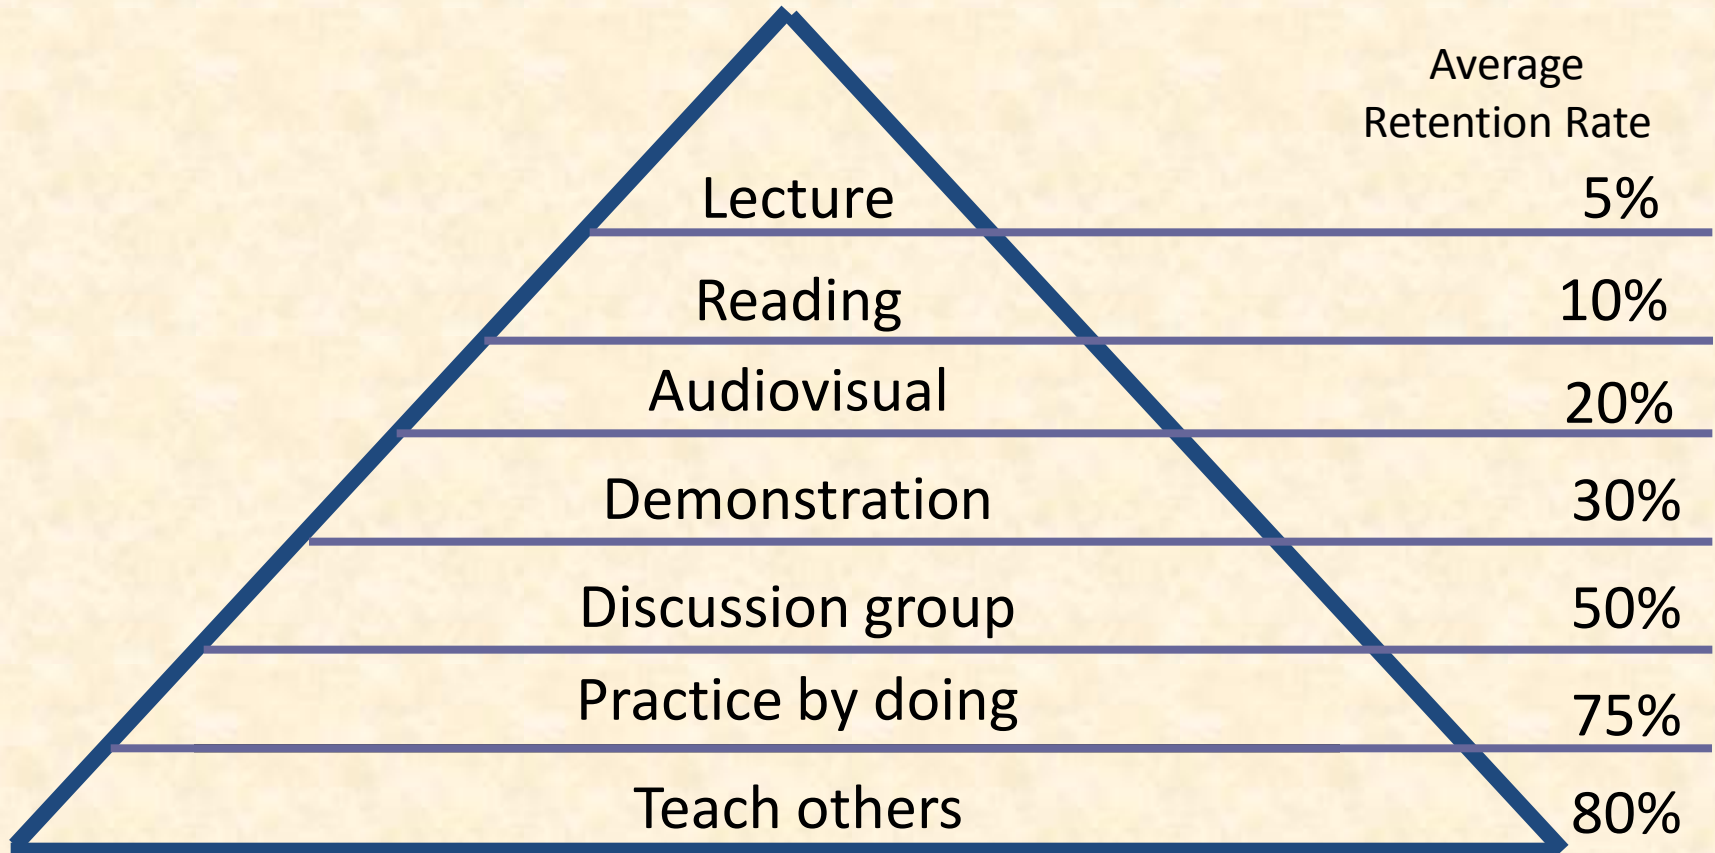 Average
Retention Rate
Lecture 5%
Reading 10%
Audiovisual 20%
Demonstration 30%
Discussion group 50%
Practice by doing 75%
Teach others 80%